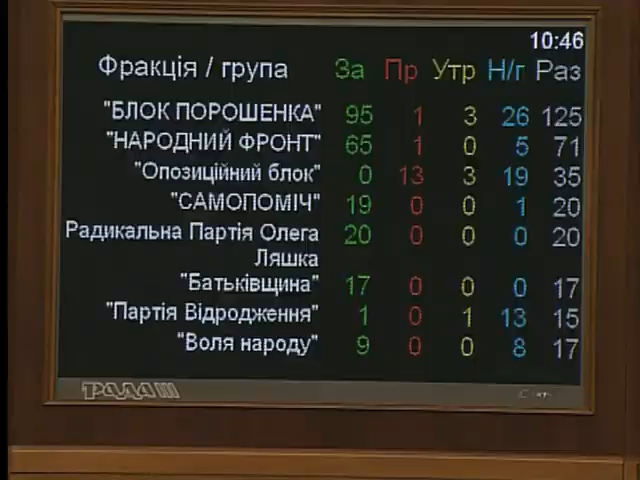 10:46
Фракція / група За Пр Утр Н/г Раз
"БЛОК ПОРОШЕНКА" 95 1 3 26 125
"НАРОДНИЙ ФРОНТ" 65 1 0 5 71
"Опозиційний блок" 0 13 3 19 35
"САМОПОМІЧ" 19 0 0 1 20
Радикальна Партія Олега 20 0 0 0 20
Ляшка
"Батьківщина" 17 0 0 0 17
"Партія Відродження" 1 0 1 13 15
"Воля народу" 9 0 0 8 17
РАДА III